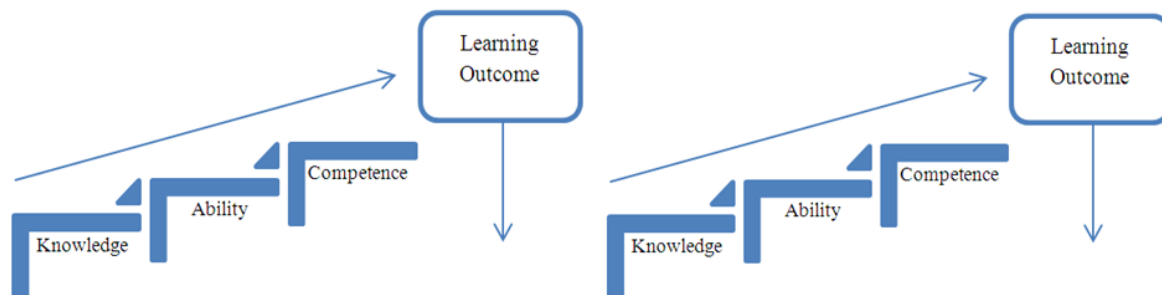 Learning
Outcome
Competence
Ability
Knowledge
Learning
Outcome
Competence
Ability
Knowledge